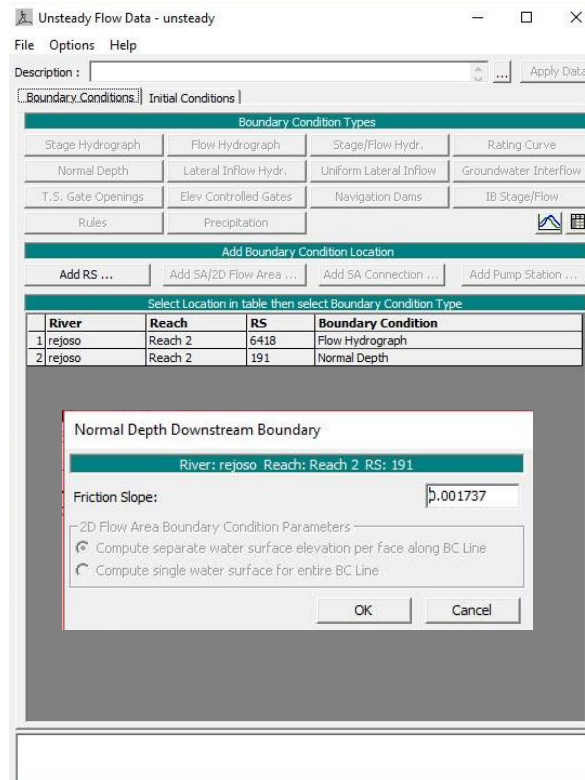 Unsteady Flow Data - unsteady
File Options Help
Description : ... Apply Data
Boundary Conditions Initial Conditions
Boundary Condition Types
Stage Hydrograph Flow Hydrograph Stage/Flow Hydr. Rating Curve
Normal Depth Lateral Inflow Hydr. Uniform Lateral Inflow Groundwater Interflow
T.S. Gate Openings Elev Controlled Gates Navigation Dams IB Stage/Flow
Rules Precipitation
Add Boundary Condition Location
Add RS ... Add SA/2D Flow Area ... Add SA Connection ... Add Pump Station ...
Select Location in table then select Boundary Condition Type
River Reach RS Boundary Condition
1 rejoso Reach 2 6418 Flow Hydrograph
2 rejoso Reach 2 191 Normal Depth
Normal Depth Downstream Boundary
River: rejoso Reach: Reach 2 RS: 191
Friction Slope: 0.001737
2D Flow Area Boundary Condition Parameters
Compute separate water surface elevation per face along BC Line
Compute single water surface for entire BC Line
OK Cancel